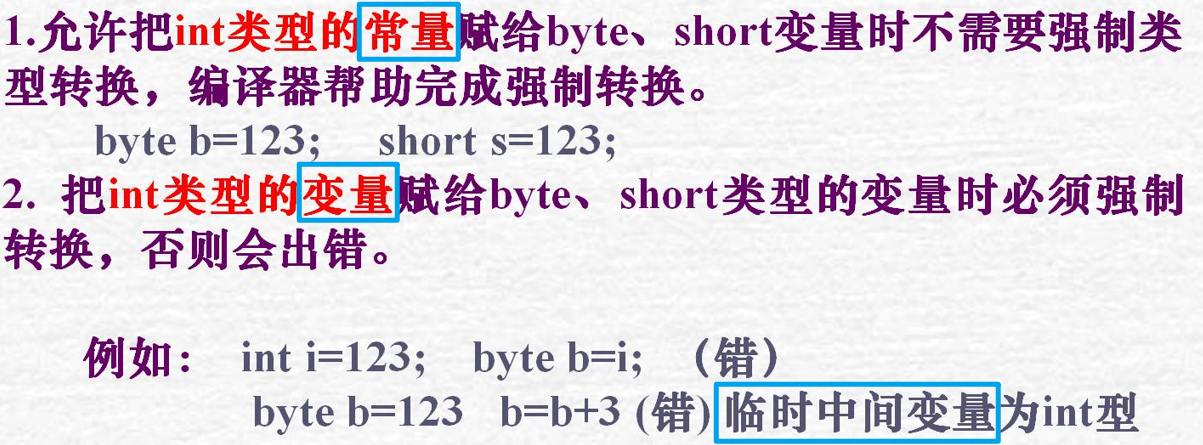 1.允许把int类型的常量赋给byte、short变量时不需要强制类
型转换，编译器帮助完成强制转换。
byte b=123;    short s=123;
2. 把int类型的变量赋给byte、short类型的变量时必须强制
转换，否则会出错。
例如： int i=123;   byte b=i; （错）
byte b=123   b=b+3 (错) 临时中间变量为int型